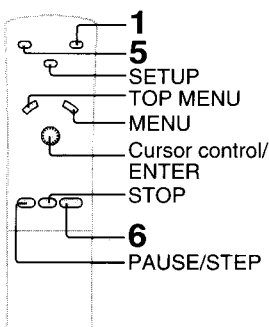 1
5
SETUP
TOP MENU
MENU
Cursor control/
ENTER
STOP
6
PAUSE/STEP